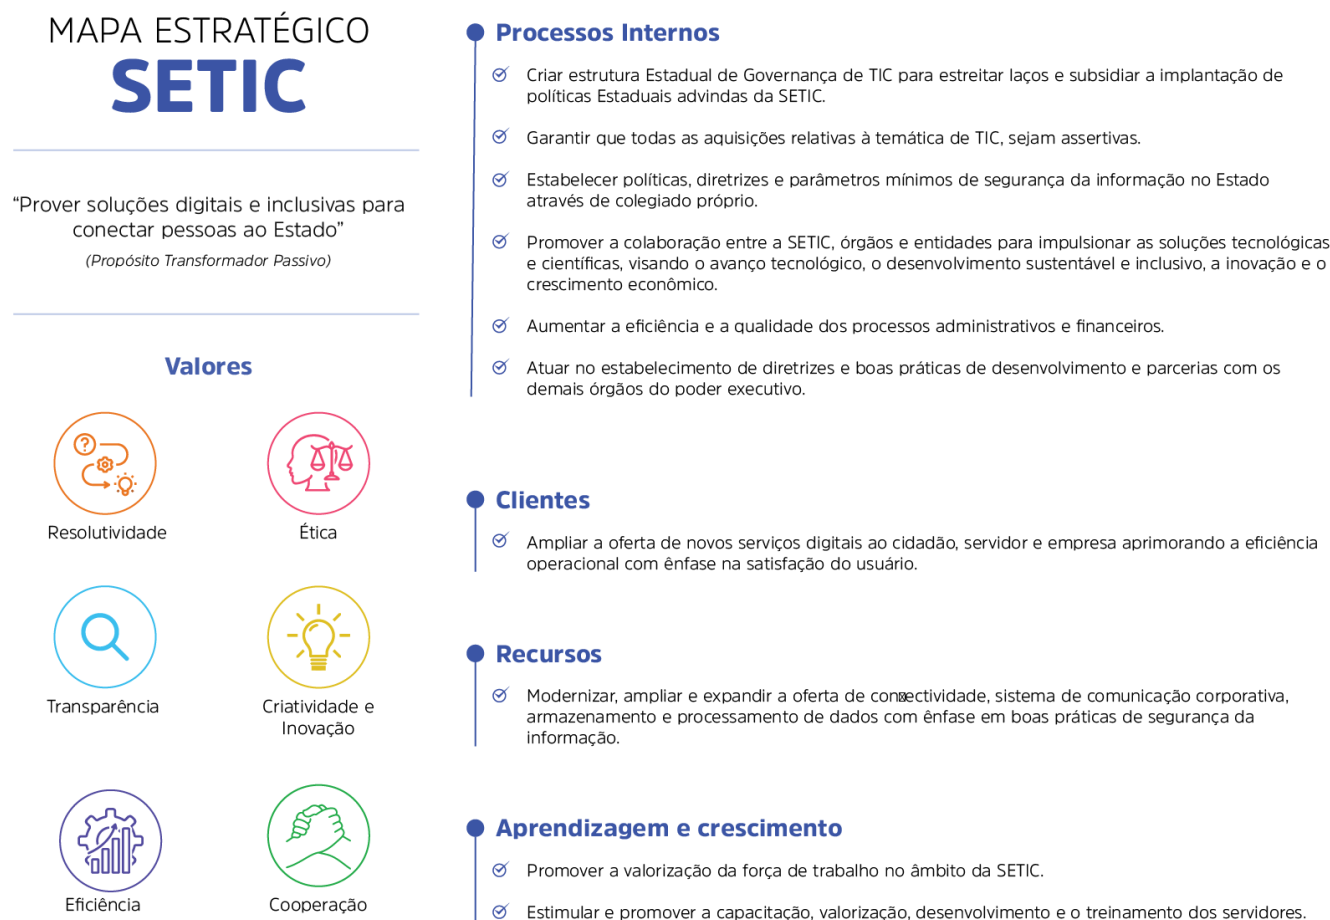 MAPA ESTRATÉGICO
SETIC
“Prover soluções digitais e inclusivas para
conectar pessoas ao Estado”
(Propósito Transformador Passivo)
Valores
Resolutividade
Ética
Transparência
Criatividade e
Inovação
Eficiência
Cooperação
Processos Internos
Criar estrutura Estadual de Governança de TIC para estreitar laços e subsidiar a implantação de
políticas Estaduais advindas da SETIC.
Garantir que todas as aquisições relativas à temática de TIC, sejam assertivas.
Estabelecer políticas, diretrizes e parâmetros mínimos de segurança da informação no Estado
através de colegiado próprio.
Promover a colaboração entre a SETIC, órgãos e entidades para impulsionar as soluções tecnológicas
e científicas, visando o avanço tecnológico, o desenvolvimento sustentável e inclusivo, a inovação e o
crescimento econômico.
Aumentar a eficiência e a qualidade dos processos administrativos e financeiros.
Atuar no estabelecimento de diretrizes e boas práticas de desenvolvimento e parcerias com os
demais órgãos do poder executivo.
Clientes
Ampliar a oferta de novos serviços digitais ao cidadão, servidor e empresa aprimorando a eficiência
operacional com ênfase na satisfação do usuário.
Recursos
Modernizar, ampliar e expandir a oferta de sistema de comunicação corporativa,
armazenamento e processamento de dados com ênfase em boas práticas de segurança da
informação.
Aprendizagem e crescimento
Promover a valorização da força de trabalho no âmbito da SETIC.
Estimular e promover a capacitação, valorização, desenvolvimento e o treinamento dos servidores.